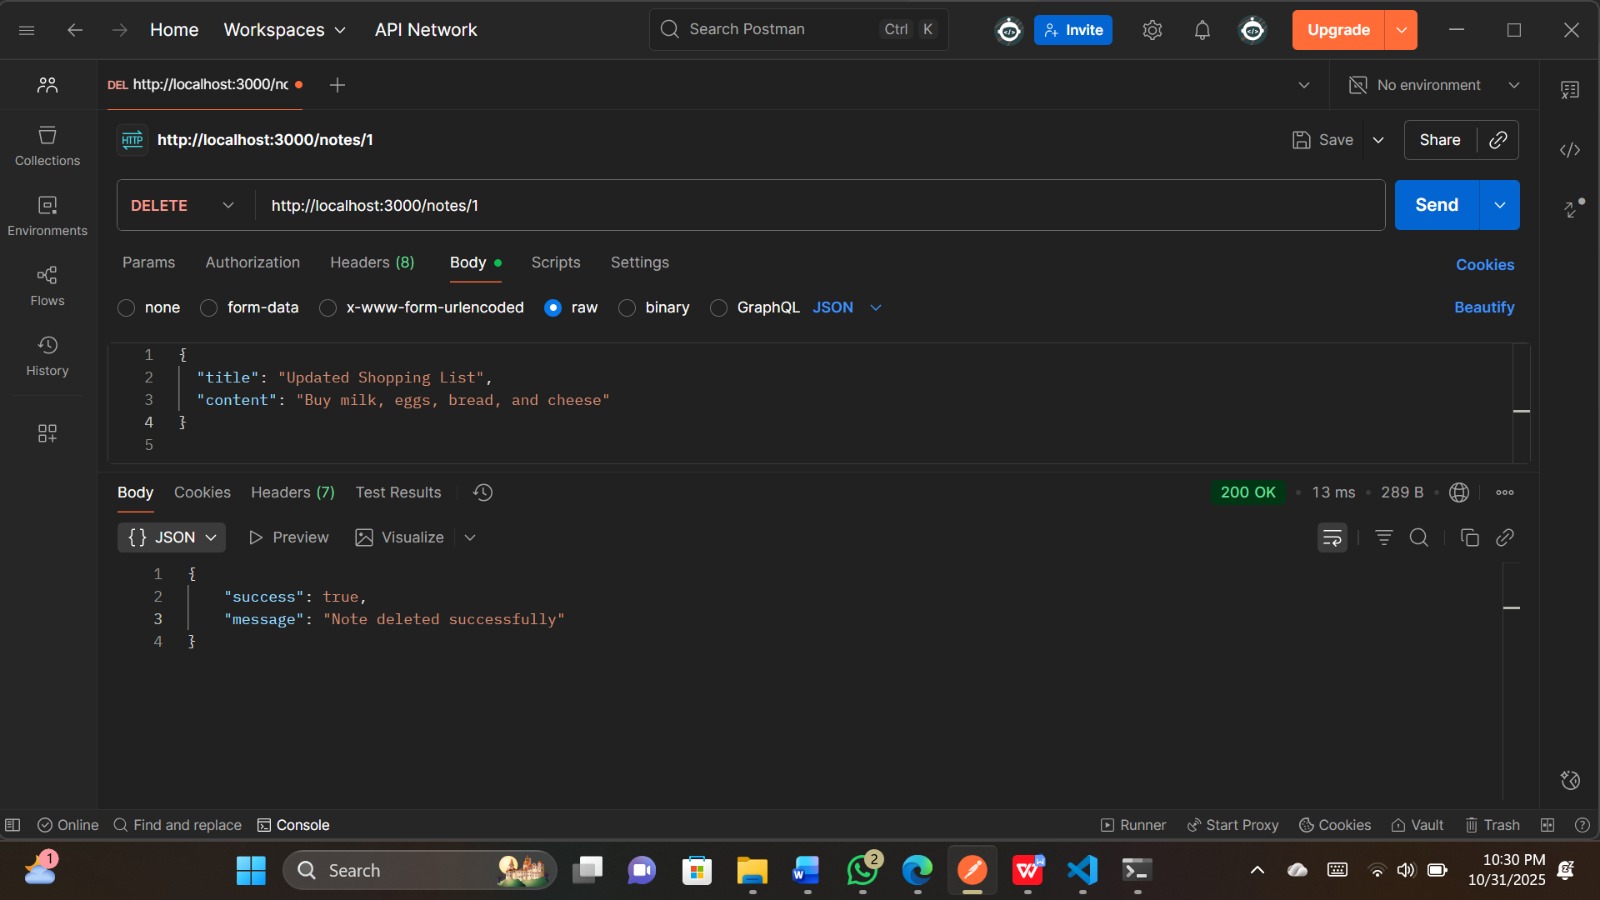 Home Workspaces API Network Search Postman Ctrl K Invite Upgrade
DEL http://localhost:3000/nc No environment
HTTP http://localhost:3000/notes/1 Save Share
DELETE http://localhost:3000/notes/1 Send
Params Authorization Headers (8) Body Scripts Settings Cookies
none form-data x-www-form-urlencoded raw binary GraphQL JSON Beautify
1 {
2 "title": "Updated Shopping List",
3 "content": "Buy milk, eggs, bread, and cheese"
4 }
5
Collections
Environments
Flows
History
Body Cookies Headers (7) Test Results 200 OK • 13 ms • 289 B •
{} JSON Preview Visualize
1 {
2 "success": true,
3 "message": "Note deleted successfully"
4 }
Online Find and replace Console Runner Start Proxy Cookies Vault Trash
1 Search 2 10:30 PM
10/31/2025